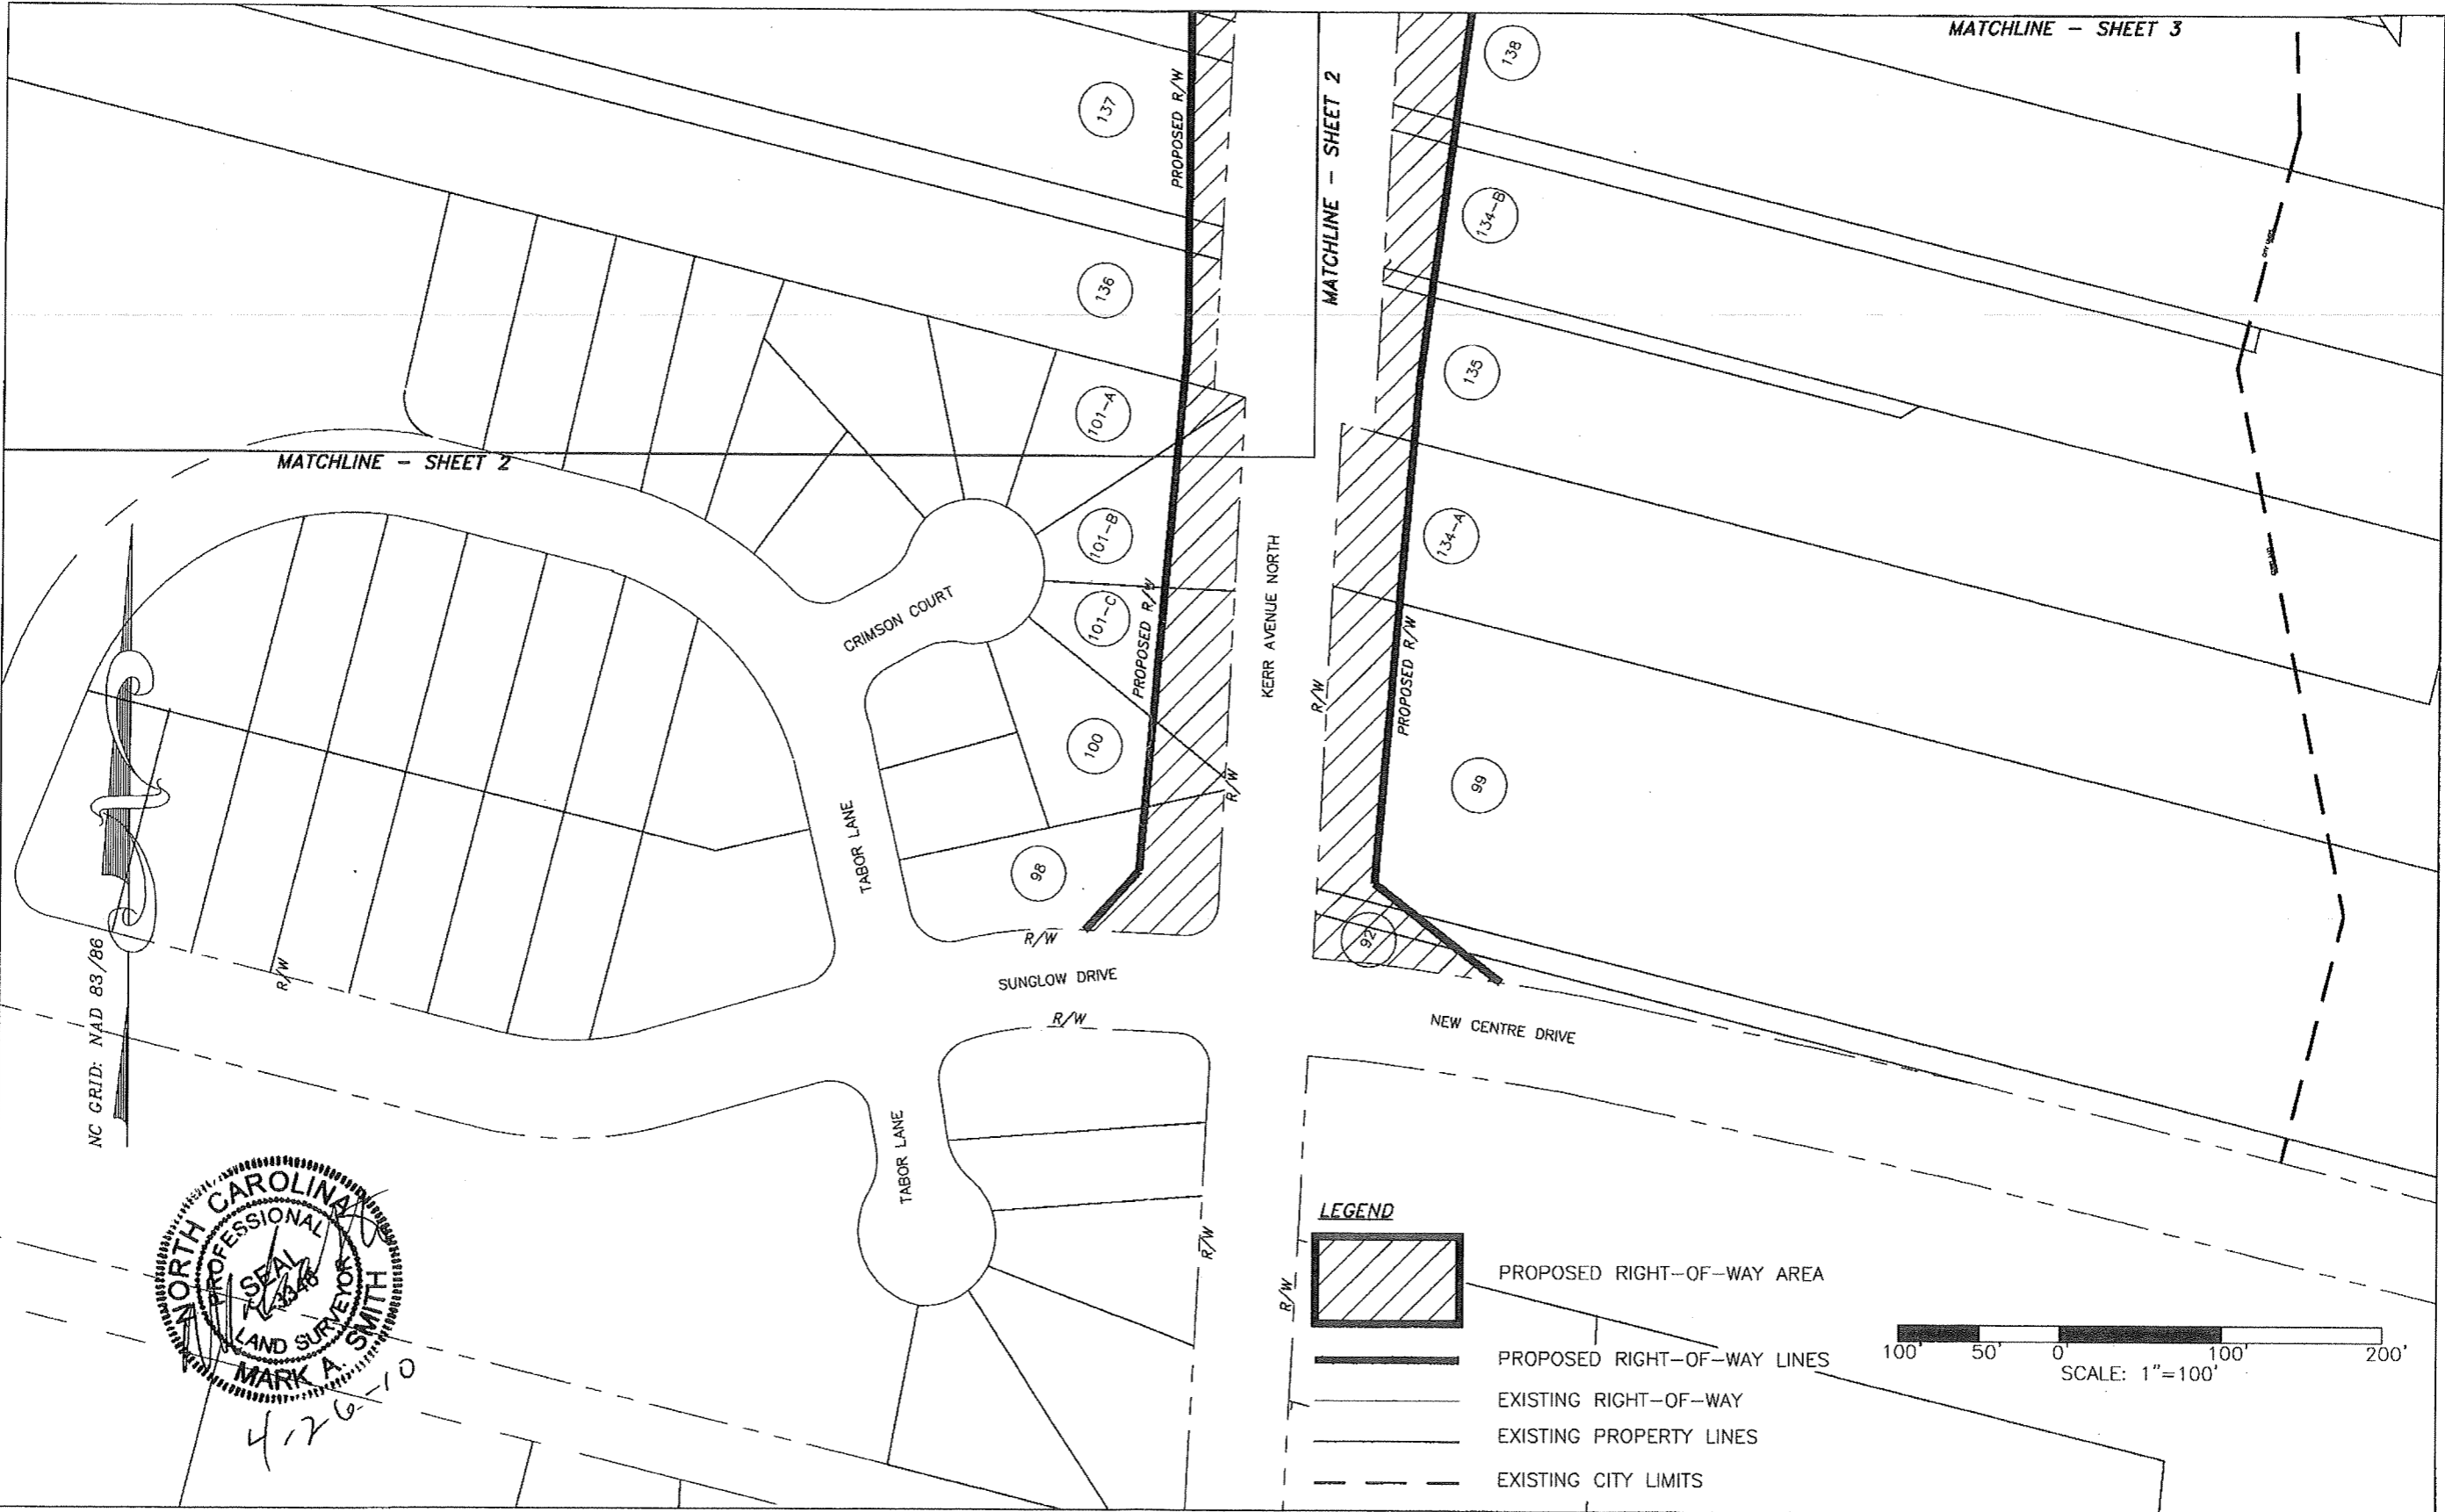 MATCHLINE - SHEET 3
138
137
PROPOSED R/W
MATCHLINE - SHEET 2
134-B
136
135
101-A
MATCHLINE - SHEET 2
101-B
134-A
CRIMSON COURT
101-C
PROPOSED R/W
KERR AVENUE NORTH
R/W
PROPOSED R/W
100
R/W
99
TABOR LANE
98
92
R/W
R/W
SUNGLOW DRIVE
NC GRID: NAD 83/86
R/W
NEW CENTRE DRIVE
TABOR LANE
R/W
R/W
NORTH CAROLINA
PROFESSIONAL
SEAL
LAND SURVEYOR
MARK A. SMITH
4-26-10
LEGEND
PROPOSED RIGHT-OF-WAY AREA
PROPOSED RIGHT-OF-WAY LINES
EXISTING RIGHT-OF-WAY
EXISTING PROPERTY LINES
EXISTING CITY LIMITS
100' 50' 0' 100' 200'
SCALE: 1"=100'